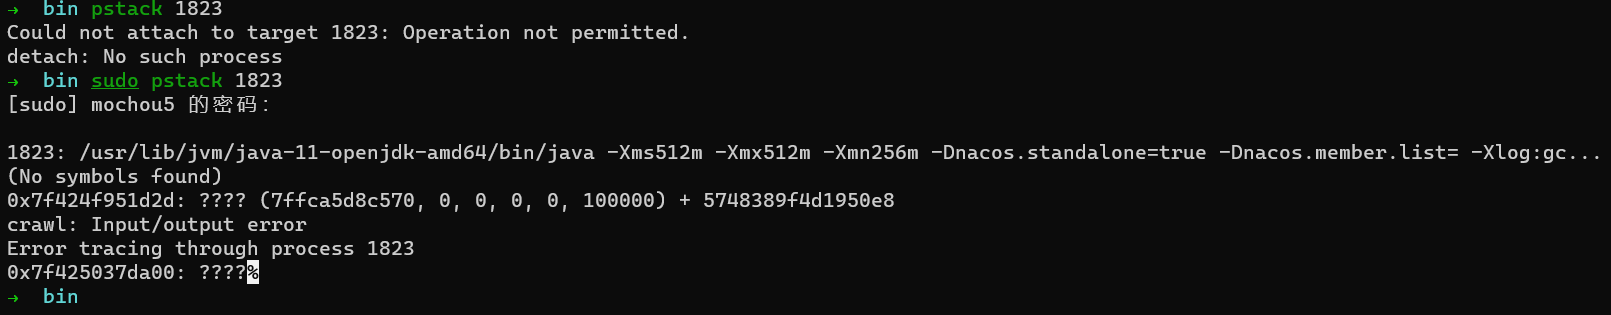 →  bin pstack 1823
Could not attach to target 1823: Operation not permitted.
detach: No such process
→  bin sudo pstack 1823
[sudo] mochou5 的密码：
1823: /usr/lib/jvm/java-11-openjdk-amd64/bin/java -Xms512m -Xmx512m -Xmn256m -Dnacos.standalone=true -Dnacos.member.list= -Xlog:gc...
(No symbols found)
0x7f424f951d2d: ???? (7ffca5d8c570, 0, 0, 0, 0, 100000) + 5748389f4d1950e8
crawl: Input/output error
Error tracing through process 1823
0x7f425037da00: ????%
→  bin